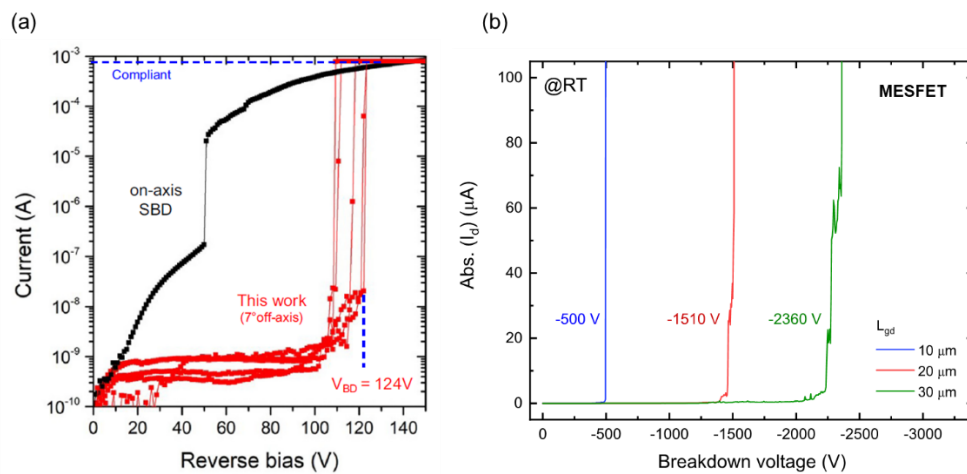 (a)
10⁻³
10⁻⁴
10⁻⁵
10⁻⁶
10⁻⁷
10⁻⁸
10⁻⁹
10⁻¹⁰
Current (A)
Compliant
on-axis
SBD
This work
(7°off-axis)
V_BD = 124V
0 20 40 60 80 100 120 140
Reverse bias (V)
(b)
100
80
60
40
20
0
Abs. (I_d) (μA)
@RT
MESFET
-500 V
-1510 V
-2360 V
L_gd
10 μm
20 μm
30 μm
0 -500 -1000 -1500 -2000 -2500 -3000
Breakdown voltage (V)